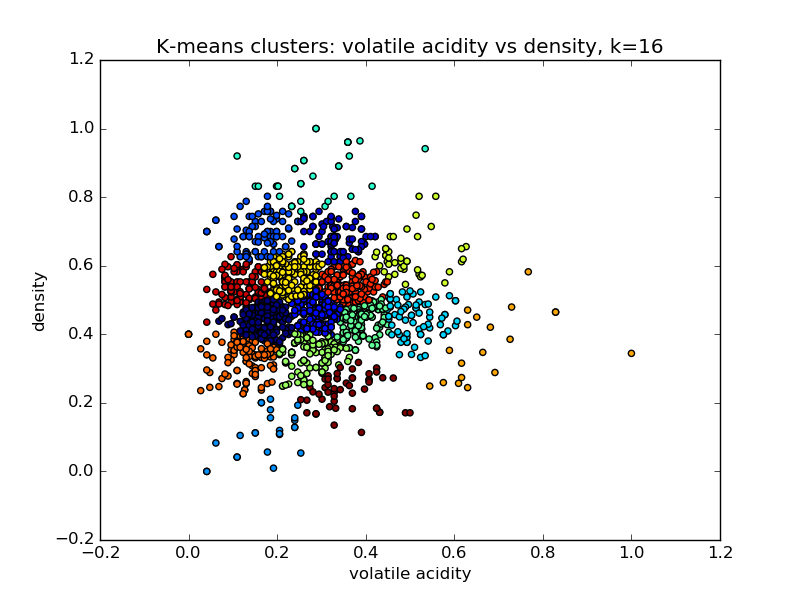 K-means clusters: volatile acidity vs density, k=16
1.2
1.0
0.8
0.6
0.4
0.2
0.0
−0.2
density
−0.2 0.0 0.2 0.4 0.6 0.8 1.0 1.2
volatile acidity